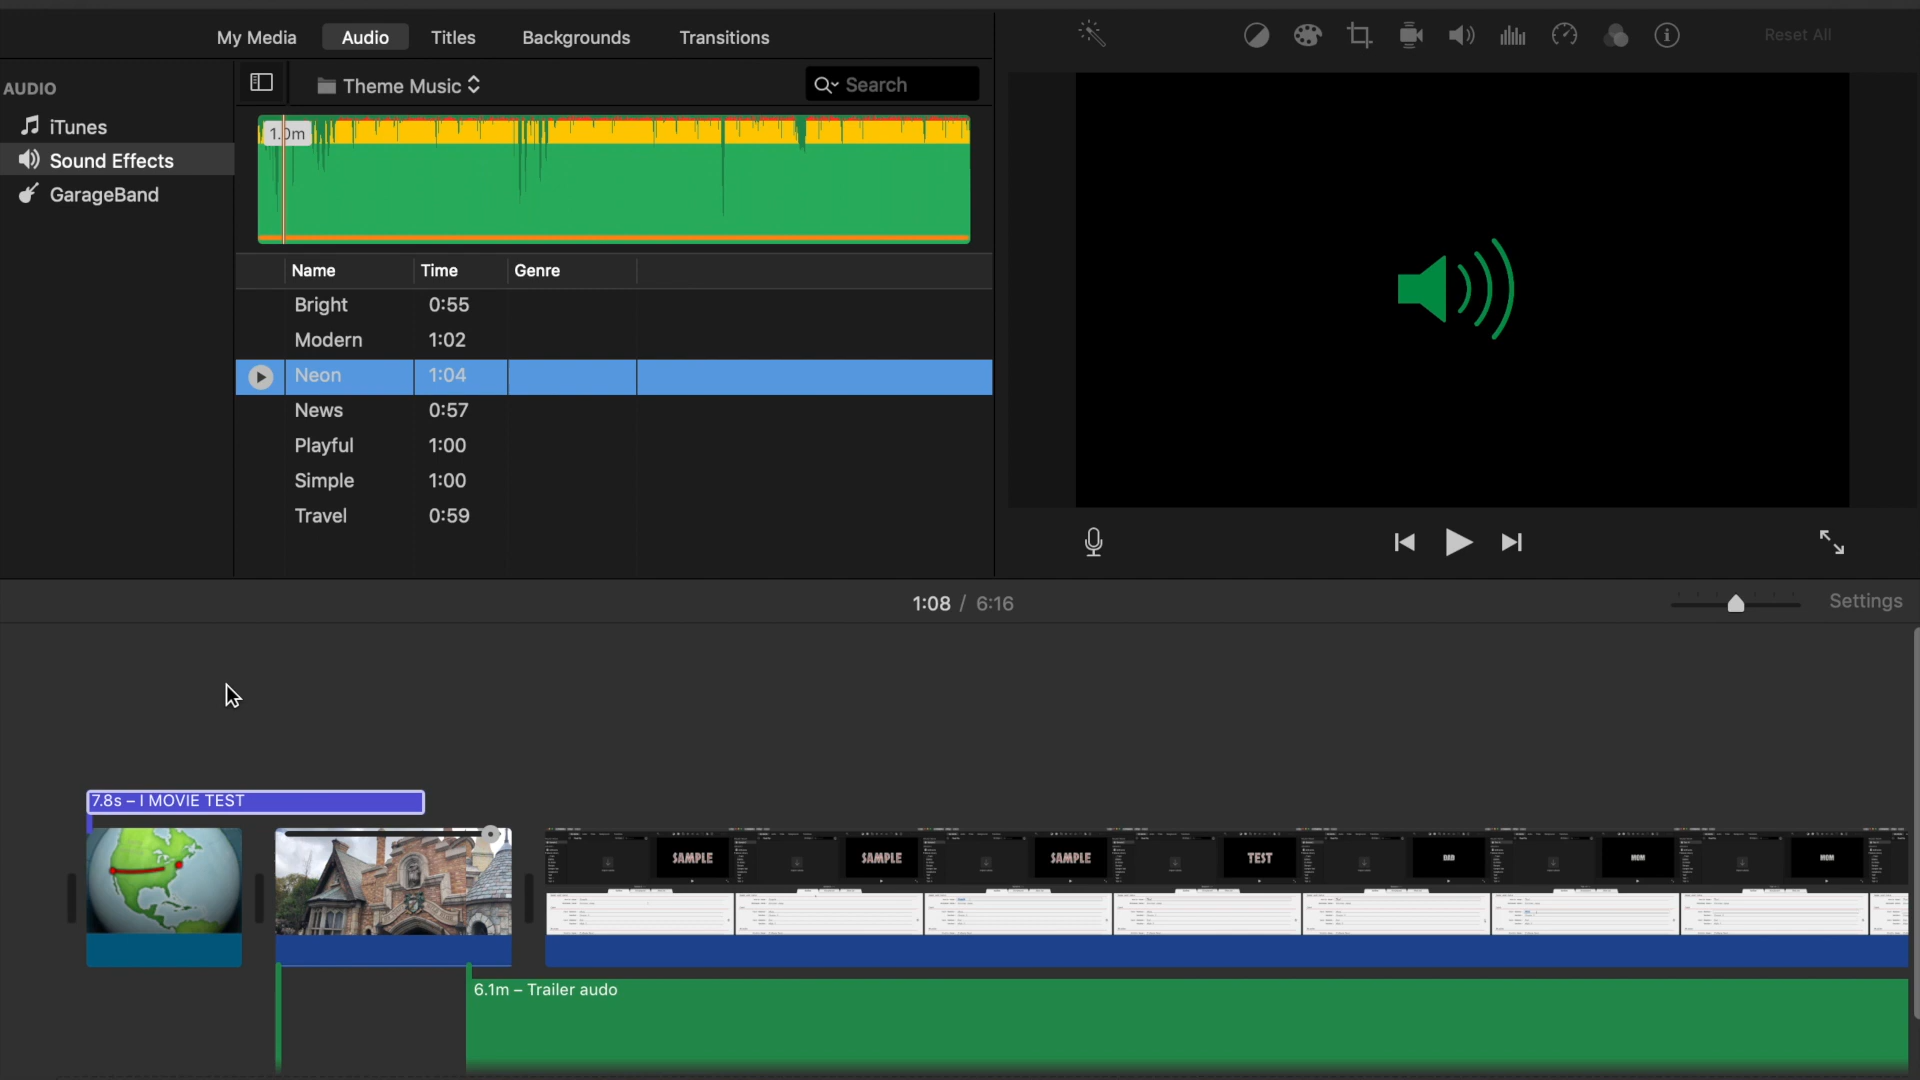 My Media Audio Titles Backgrounds Transitions
Reset All
AUDIO
iTunes
Sound Effects
GarageBand
Theme Music
Search
1.0m
Name Time Genre
Bright 0:55
Modern 1:02
Neon 1:04
News 0:57
Playful 1:00
Simple 1:00
Travel 0:59
1:08 / 6:16
Settings
7.8s – I MOVIE TEST
SAMPLE SAMPLE SAMPLE TEST DAD MOM MOM
6.1m – Trailer audo